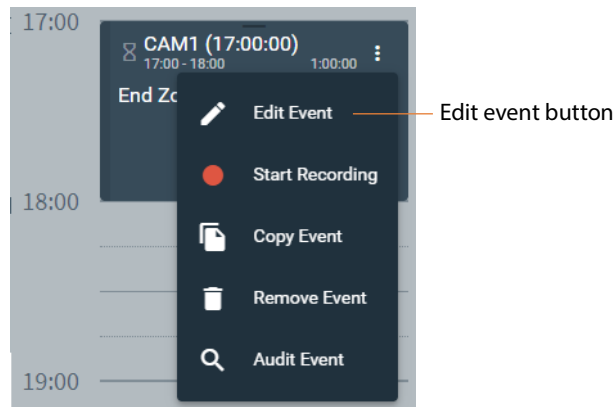 17:00
CAM1 (17:00:00)
17:00 - 18:00 1:00:00
End Zo
Edit Event
Edit event button
Start Recording
18:00
Copy Event
Remove Event
Audit Event
19:00